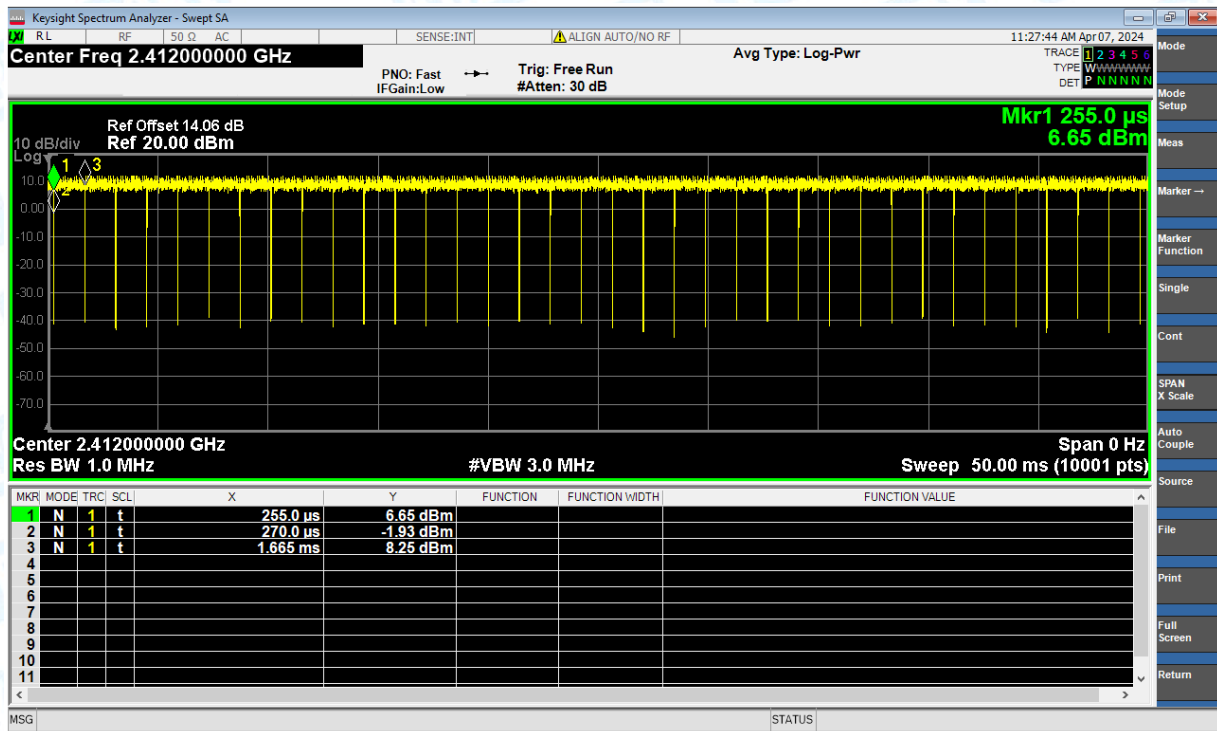 Keysight Spectrum Analyzer - Swept SA
LXI RL RF 50 Ω AC SENSE:INT ALIGN AUTO/NO RF 11:27:44 AM Apr 07, 2024
Center Freq 2.412000000 GHz
PNO: Fast
IFGain:Low
Trig: Free Run
#Atten: 30 dB
Avg Type: Log-Pwr
TRACE 1 2 3 4 5 6
TYPE WWWWWW
DET P N N N N N
Ref Offset 14.06 dB
10 dB/div Ref 20.00 dBm
Log
Mkr1 255.0 µs
6.65 dBm
1 3
2
10.0
0.00
-10.0
-20.0
-30.0
-40.0
-50.0
-60.0
-70.0
Center 2.412000000 GHz Span 0 Hz
Res BW 1.0 MHz #VBW 3.0 MHz Sweep 50.00 ms (10001 pts)
MKR MODE TRC SCL X Y FUNCTION FUNCTION WIDTH FUNCTION VALUE
1 N 1 t 255.0 µs 6.65 dBm
2 N 1 t 270.0 µs -1.93 dBm
3 N 1 t 1.665 ms 8.25 dBm
4
5
6
7
8
9
10
11
MSG STATUS
Mode
Mode
Setup
Meas
Marker →
Marker
Function
Single
Cont
SPAN
X Scale
Auto
Couple
Source
File
Print
Full
Screen
Return